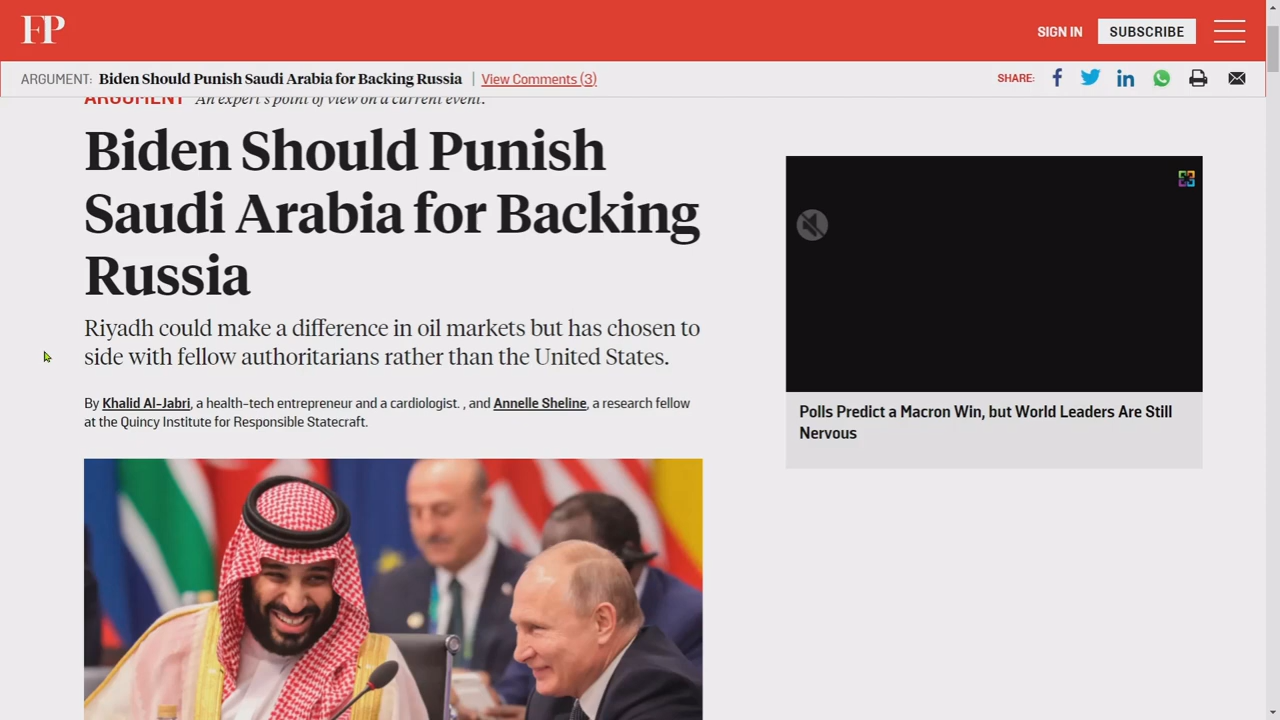 FP
SIGN IN
SUBSCRIBE
ARGUMENT: Biden Should Punish Saudi Arabia for Backing Russia | View Comments (3)
SHARE:
ARGUMENT An expert's point of view on a current event.
Biden Should Punish
Saudi Arabia for Backing
Russia
Riyadh could make a difference in oil markets but has chosen to
side with fellow authoritarians rather than the United States.
By Khalid Al-Jabri, a health-tech entrepreneur and a cardiologist. , and Annelle Sheline, a research fellow
at the Quincy Institute for Responsible Statecraft.
Polls Predict a Macron Win, but World Leaders Are Still
Nervous